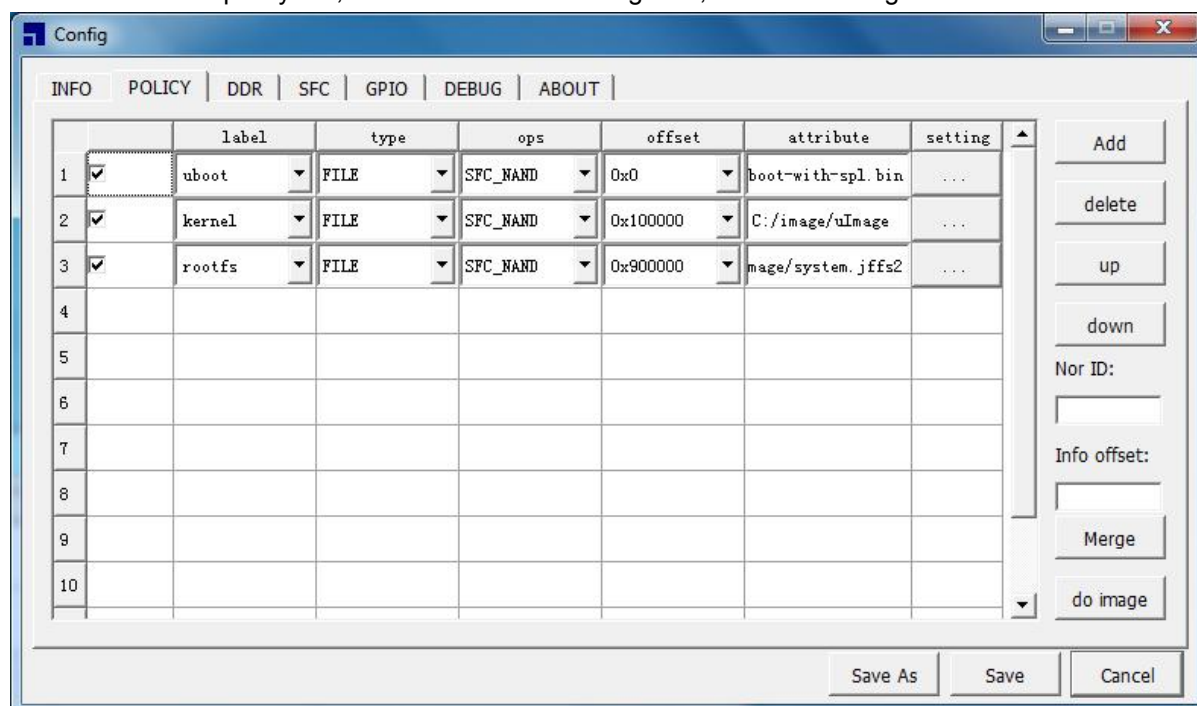 Config
INFO POLICY DDR SFC GPIO DEBUG ABOUT
label type ops offset attribute setting
1 uboot FILE SFC_NAND 0x0 boot-with-spl.bin ...
2 kernel FILE SFC_NAND 0x100000 C:/image/uImage ...
3 rootfs FILE SFC_NAND 0x900000 mage/system.jffs2 ...
4
5
6
7
8
9
10
Add
delete
up
down
Nor ID:
Info offset:
Merge
do image
Save As Save Cancel